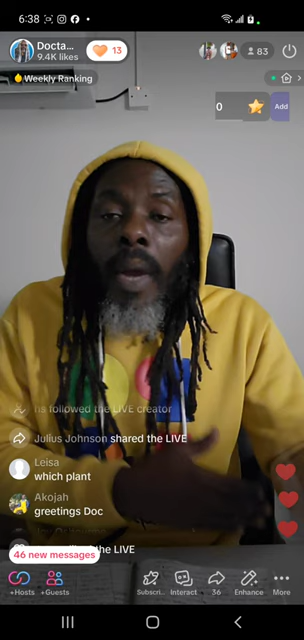 6:38
Docta...
9.4K likes
13
83
Weekly Ranking
0
Add
followed the LIVE creator
Julius Johnson shared the LIVE
Leisa
which plant
Akojah
greetings Doc
46 new messages
the LIVE
+Hosts
+Guests
Subscri...
Interact
36
Enhance
More